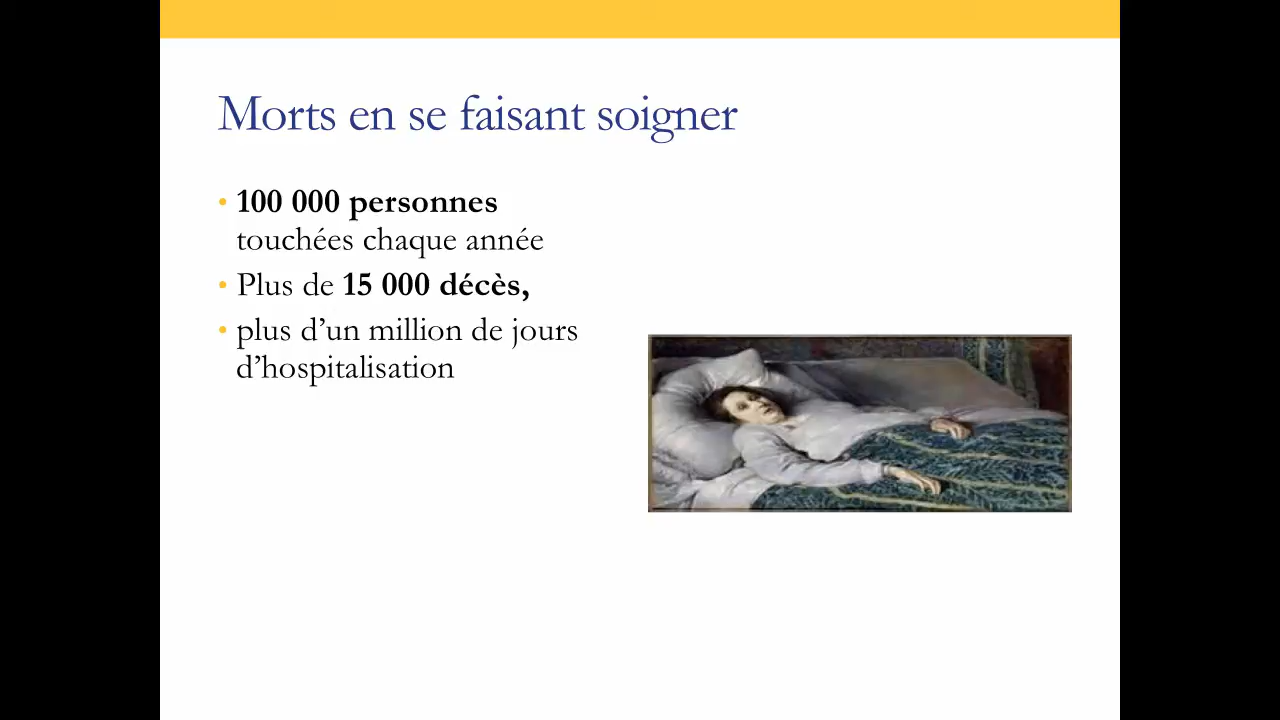 Morts en se faisant soigner
• 100 000 personnes
touchées chaque année
• Plus de 15 000 décès,
• plus d’un million de jours
d’hospitalisation